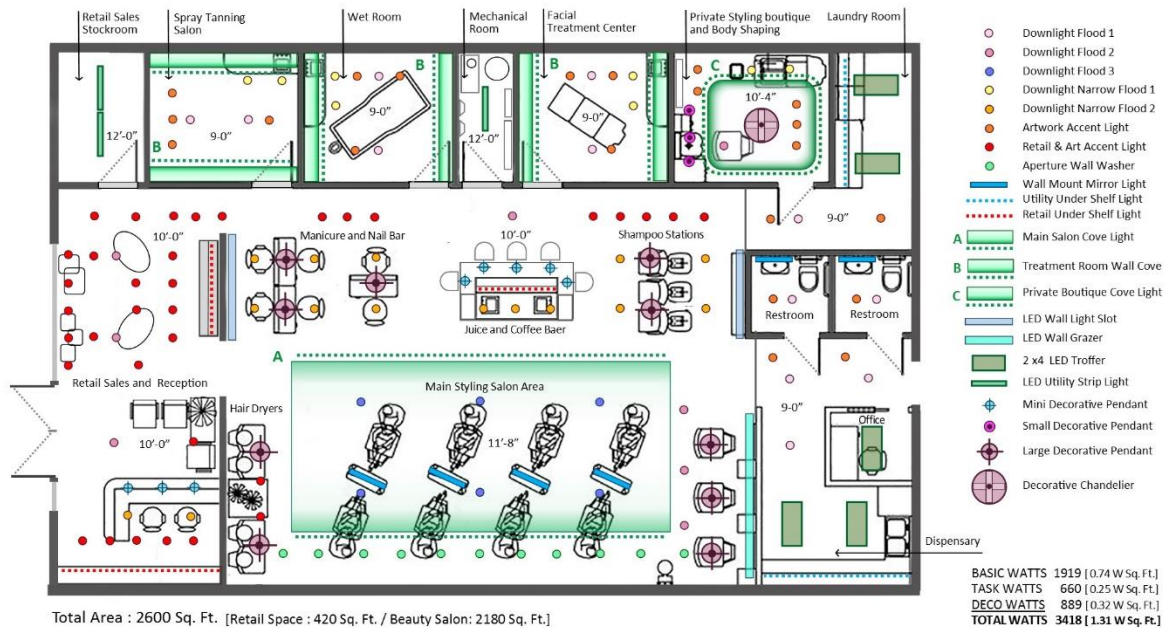 Retail Sales
Stockroom
Spray Tanning
Salon
Wet Room
Mechanical
Room
Facial
Treatment Center
Private Styling boutique
and Body Shaping
Laundry Room
B
B
B
B
C
12'-0"
9-0"
9-0"
12'-0"
9-0"
10'-4"
9-0"
10'-0"
Manicure and Nail Bar
10'-0"
Shampoo Stations
Juice and Coffee Baer
Restroom
Restroom
A
Retail Sales and Reception
Main Styling Salon Area
Hair Dryers
10'-0"
11'-8"
9-0"
Office
Dispensary
Downlight Flood 1
Downlight Flood 2
Downlight Flood 3
Downlight Narrow Flood 1
Downlight Narrow Flood 2
Artwork Accent Light
Retail & Art Accent Light
Aperture Wall Washer
Wall Mount Mirror Light
Utility Under Shelf Light
Retail Under Shelf Light
A Main Salon Cove Light
B Treatment Room Wall Cove
C Private Boutique Cove Light
LED Wall Light Slot
LED Wall Grazer
2 x4 LED Troffer
LED Utility Strip Light
Mini Decorative Pendant
Small Decorative Pendant
Large Decorative Pendant
Decorative Chandelier
BASIC WATTS 1919 [ 0.74 W Sq. Ft.]
TASK WATTS 660 [ 0.25 W Sq. Ft.]
DECO WATTS 889 [ 0.32 W Sq. Ft.]
TOTAL WATTS 3418 [ 1.31 W Sq. Ft.]
Total Area : 2600 Sq. Ft. [Retail Space : 420 Sq. Ft. / Beauty Salon: 2180 Sq. Ft.]